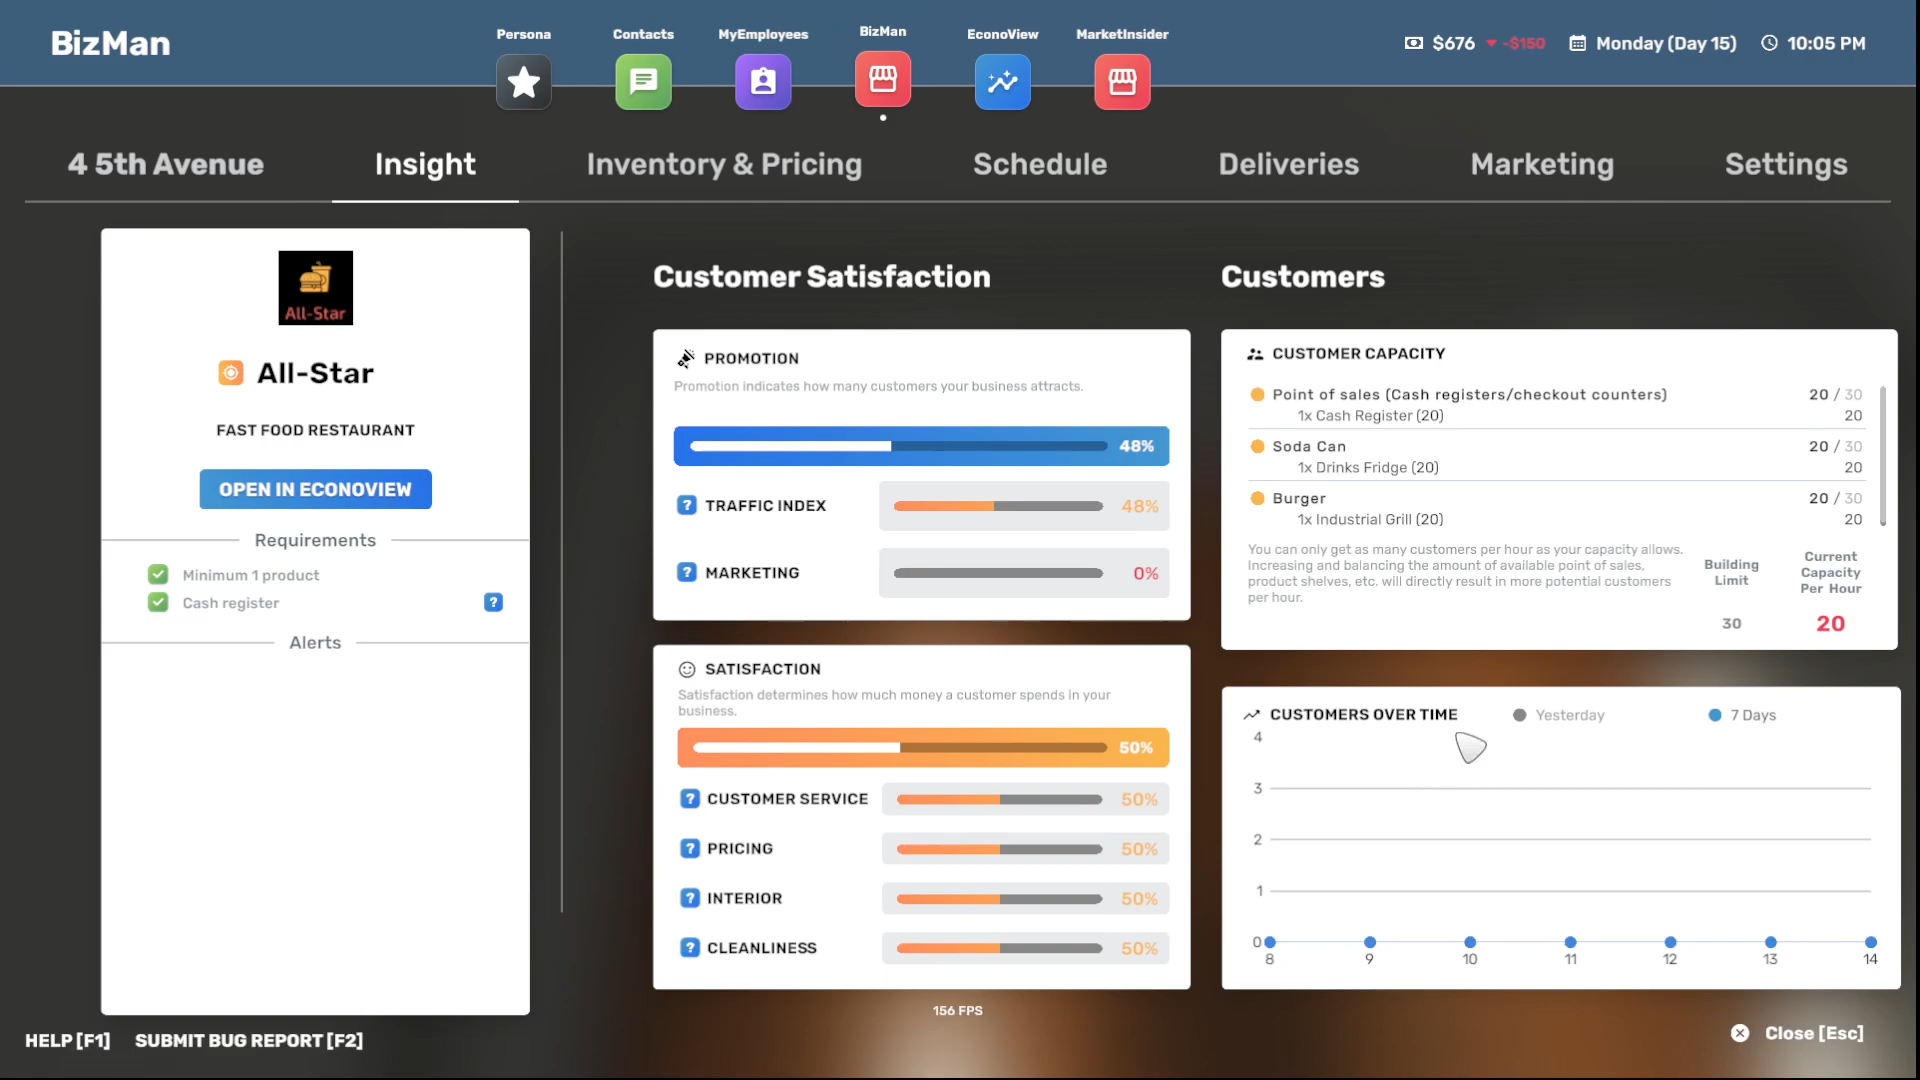 BizMan
Persona
Contacts
MyEmployees
BizMan
EconoView
MarketInsider
$676 -$150 Monday (Day 15) 10:05 PM
4 5th Avenue
Insight
Inventory & Pricing
Schedule
Deliveries
Marketing
Settings
All-Star
All-Star
FAST FOOD RESTAURANT
OPEN IN ECONOVIEW
Requirements
Minimum 1 product
Cash register
?
Alerts
Customer Satisfaction
PROMOTION
Promotion indicates how many customers your business attracts.
48%
? TRAFFIC INDEX 48%
? MARKETING 0%
SATISFACTION
Satisfaction determines how much money a customer spends in your
business.
50%
? CUSTOMER SERVICE 50%
? PRICING 50%
? INTERIOR 50%
? CLEANLINESS 50%
Customers
CUSTOMER CAPACITY
Point of sales (Cash registers/checkout counters) 20 / 30
1x Cash Register (20) 20
Soda Can 20 / 30
1x Drinks Fridge (20) 20
Burger 20 / 30
1x Industrial Grill (20) 20
You can only get as many customers per hour as your capacity allows.
Increasing and balancing the amount of available point of sales,
product shelves, etc. will directly result in more potential customers
per hour.
Building
Limit
30
Current
Capacity
Per Hour
20
CUSTOMERS OVER TIME Yesterday 7 Days
4
3
2
1
0
8 9 10 11 12 13 14
156 FPS
HELP [F1] SUBMIT BUG REPORT [F2]
Close [Esc]